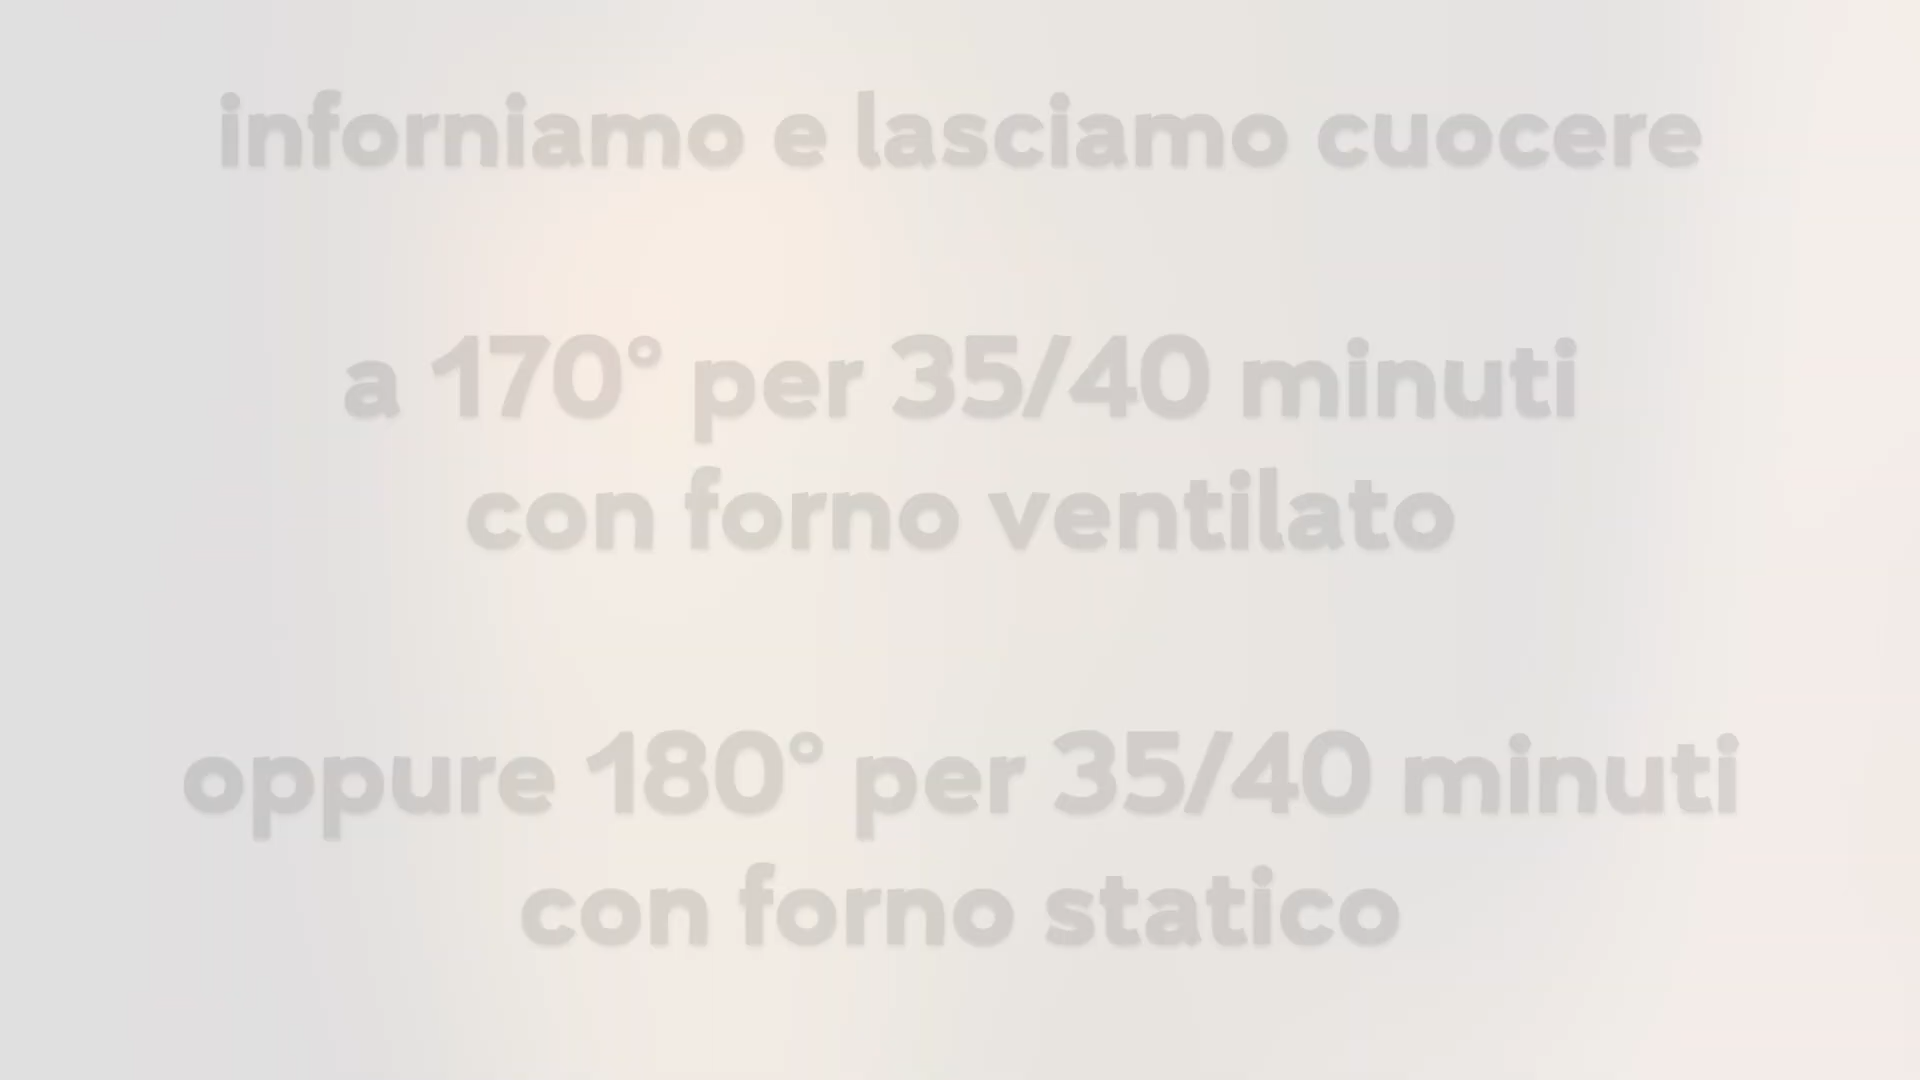 inforniamo e lasciamo cuocere
a 170° per 35/40 minuti
con forno ventilato
oppure 180° per 35/40 minuti
con forno statico